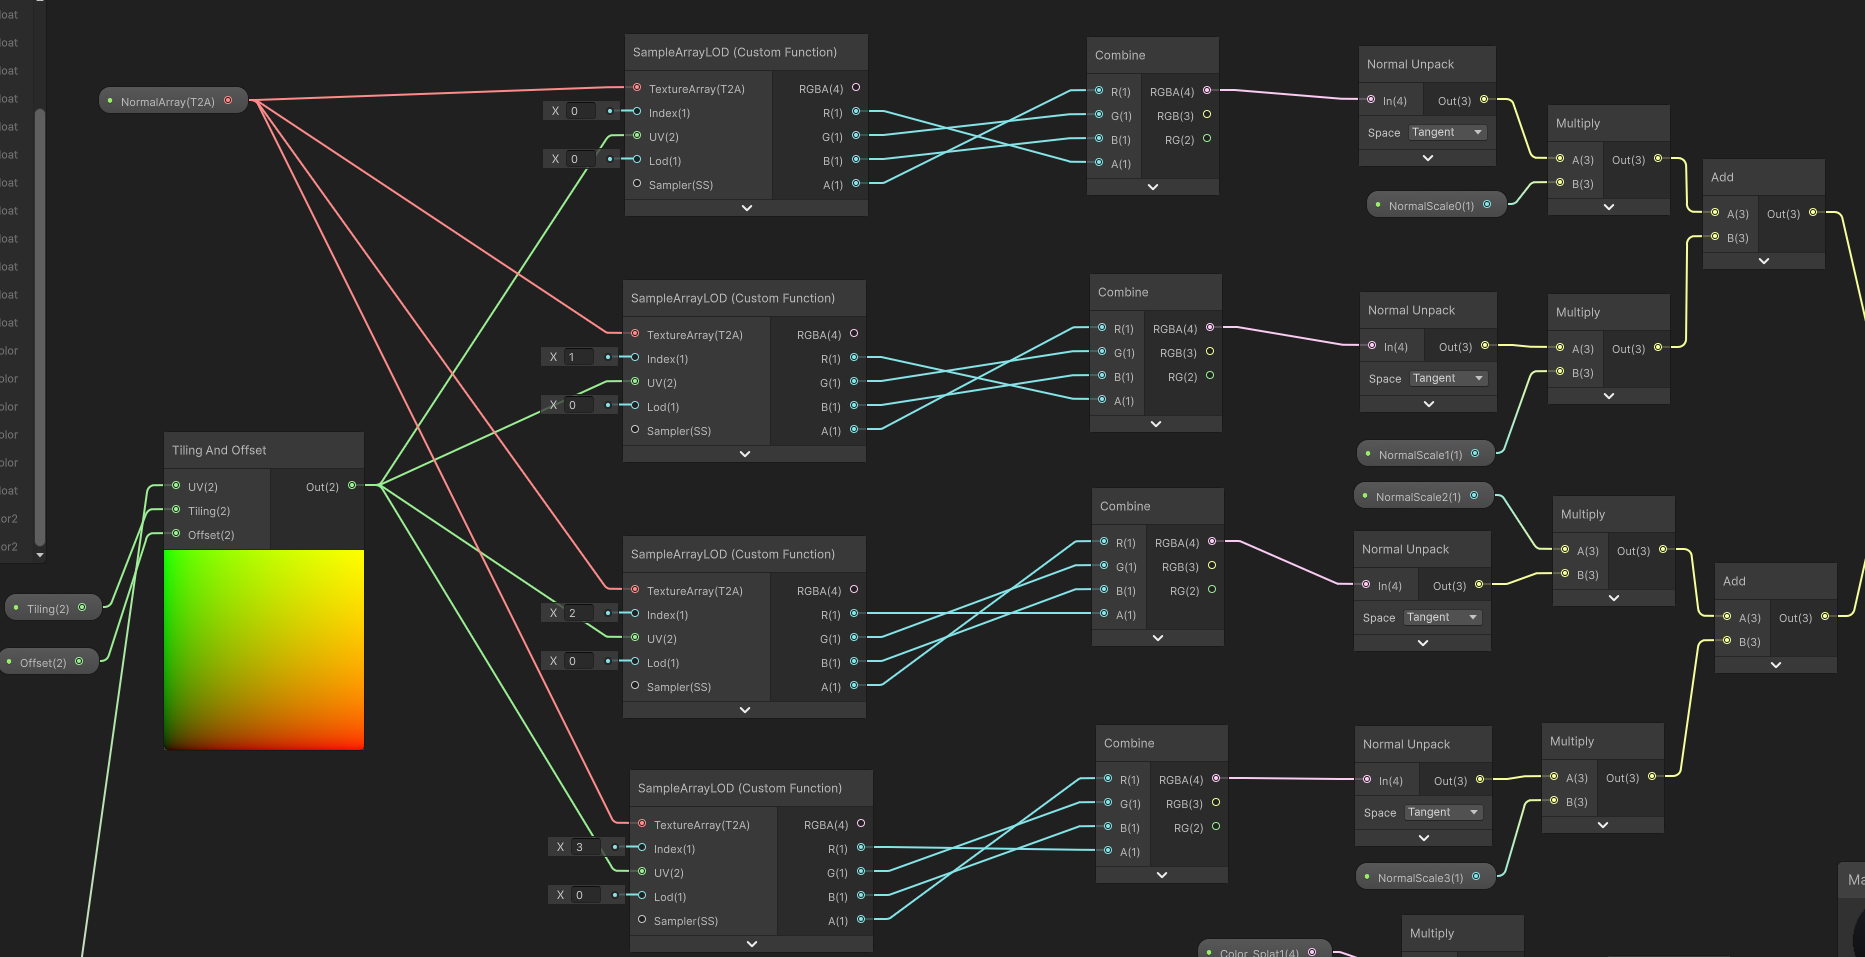 loat
loat
loat
loat
loat
loat
loat
loat
loat
loat
loat
loat
olor
olor
olor
olor
olor
loat
or2
or2
NormalArray(T2A)
Tiling And Offset
UV(2)
Out(2)
Tiling(2)
Offset(2)
Tiling(2)
Offset(2)
SampleArrayLOD (Custom Function)
TextureArray(T2A)
RGBA(4)
X 0
Index(1)
R(1)
UV(2)
G(1)
X 0
Lod(1)
B(1)
Sampler(SS)
A(1)
Combine
R(1)
RGBA(4)
G(1)
RGB(3)
B(1)
RG(2)
A(1)
Normal Unpack
In(4)
Out(3)
Space Tangent
NormalScale0(1)
Multiply
A(3)
Out(3)
B(3)
Add
A(3)
Out(3)
B(3)
SampleArrayLOD (Custom Function)
TextureArray(T2A)
RGBA(4)
X 1
Index(1)
R(1)
UV(2)
G(1)
X 0
Lod(1)
B(1)
Sampler(SS)
A(1)
Combine
R(1)
RGBA(4)
G(1)
RGB(3)
B(1)
RG(2)
A(1)
Normal Unpack
In(4)
Out(3)
Space Tangent
NormalScale1(1)
Multiply
A(3)
Out(3)
B(3)
SampleArrayLOD (Custom Function)
TextureArray(T2A)
RGBA(4)
X 2
Index(1)
R(1)
UV(2)
G(1)
X 0
Lod(1)
B(1)
Sampler(SS)
A(1)
Combine
R(1)
RGBA(4)
G(1)
RGB(3)
B(1)
RG(2)
A(1)
NormalScale2(1)
Normal Unpack
In(4)
Out(3)
Space Tangent
Multiply
A(3)
Out(3)
B(3)
Add
A(3)
Out(3)
B(3)
SampleArrayLOD (Custom Function)
TextureArray(T2A)
RGBA(4)
X 3
Index(1)
R(1)
UV(2)
G(1)
X 0
Lod(1)
B(1)
Sampler(SS)
A(1)
Combine
R(1)
RGBA(4)
G(1)
RGB(3)
B(1)
RG(2)
A(1)
Normal Unpack
In(4)
Out(3)
Space Tangent
NormalScale3(1)
Multiply
A(3)
Out(3)
B(3)
Color_Splat1(4)
Multiply
Ma